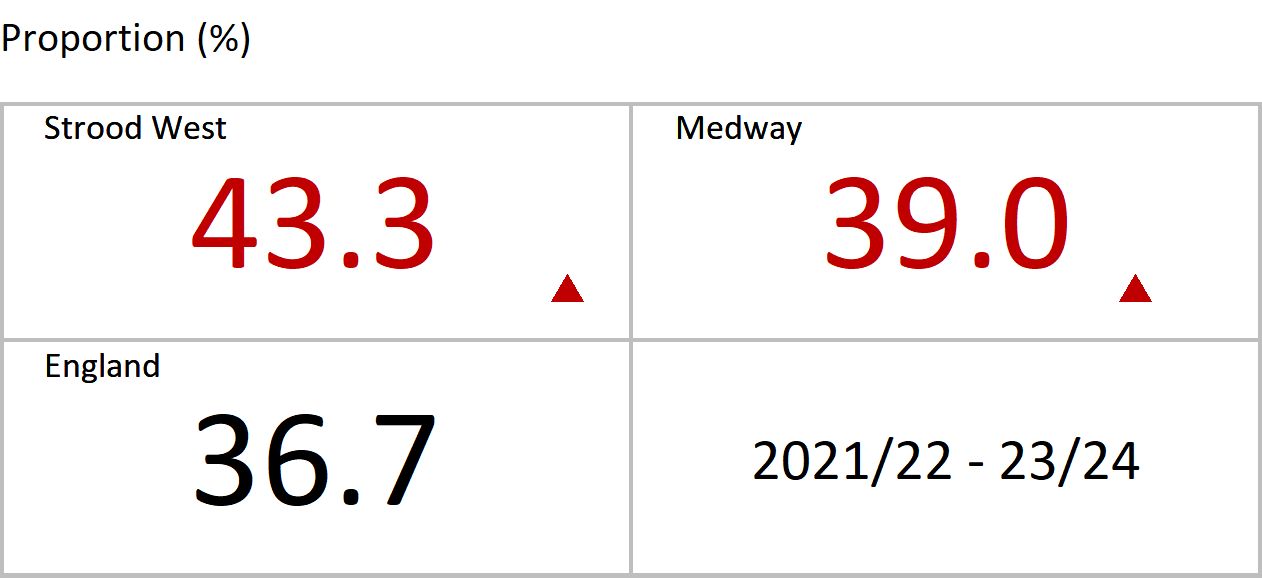 Proportion (%)
Strood West
43.3
Medway
39.0
England
36.7
2021/22 - 23/24